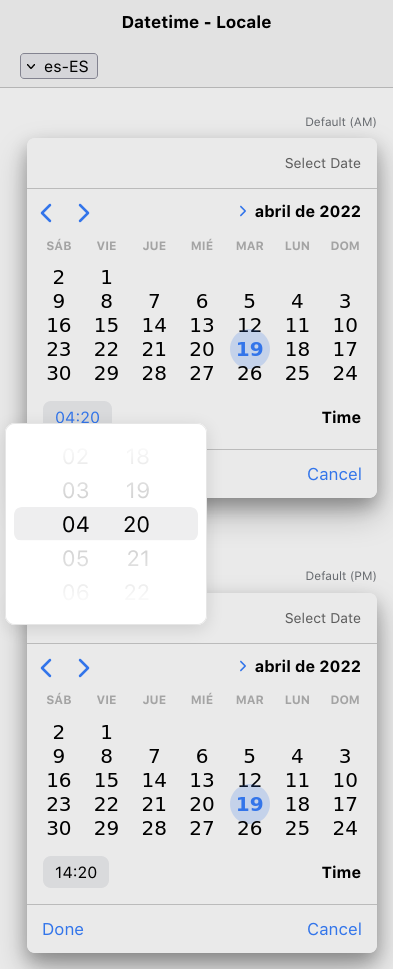 Datetime - Locale
es-ES
Default (AM)
Select Date
abril de 2022
SÁB VIE JUE MIÉ MAR LUN DOM
2 1
9 8 7 6 5 4 3
16 15 14 13 12 11 10
23 22 21 20 19 18 17
30 29 28 27 26 25 24
04:20 Time
Cancel
02 18
03 19
04 20
05 21
06 22
Default (PM)
Select Date
abril de 2022
SÁB VIE JUE MIÉ MAR LUN DOM
2 1
9 8 7 6 5 4 3
16 15 14 13 12 11 10
23 22 21 20 19 18 17
30 29 28 27 26 25 24
14:20 Time
Done Cancel